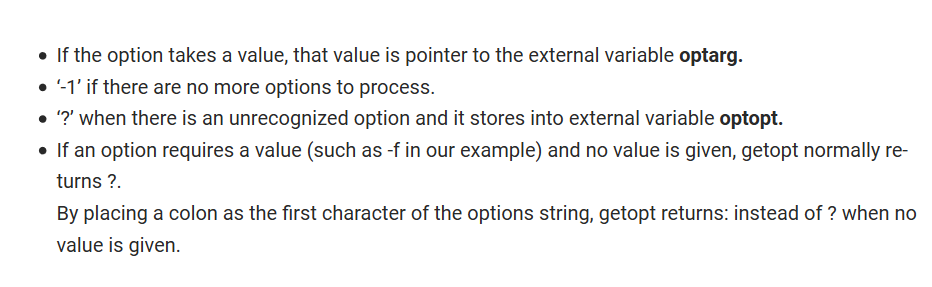 • If the option takes a value, that value is pointer to the external variable optarg.
• ‘-1’ if there are no more options to process.
• ‘?’ when there is an unrecognized option and it stores into external variable optopt.
• If an option requires a value (such as -f in our example) and no value is given, getopt normally re-
turns ?.
By placing a colon as the first character of the options string, getopt returns: instead of ? when no
value is given.